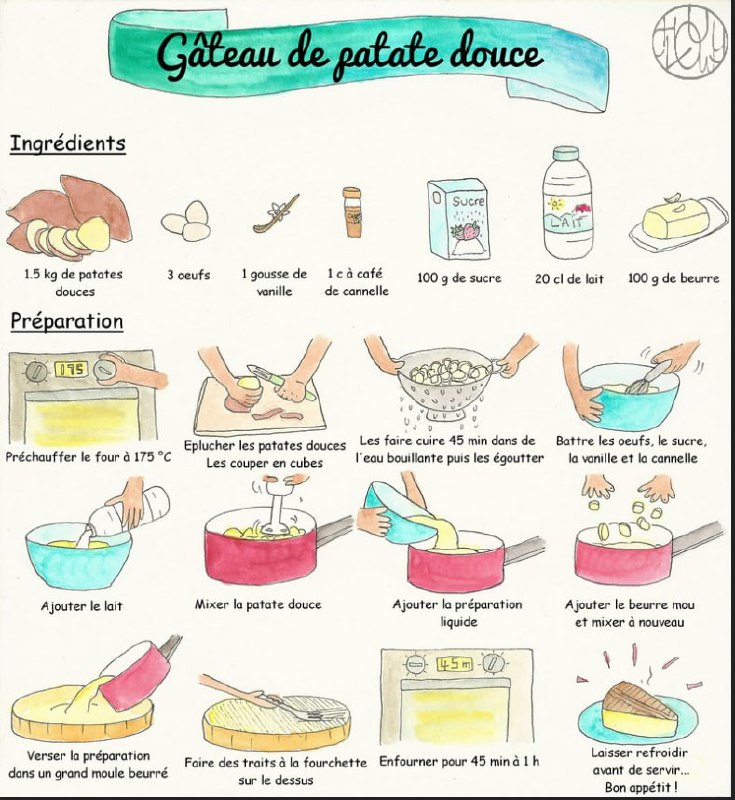 Gâteau de patate douce
Ingrédients
Sucre
LAIT
1.5 kg de patates
douces
3 oeufs
1 gousse de
vanille
1 c à café
de cannelle
100 g de sucre
20 cl de lait
100 g de beurre
Préparation
175
Préchauffer le four à 175 °C
Eplucher les patates douces
Les couper en cubes
Les faire cuire 45 min dans de
l'eau bouillante puis les égoutter
Battre les oeufs, le sucre,
la vanille et la cannelle
Ajouter le lait
Mixer la patate douce
Ajouter la préparation
liquide
Ajouter le beurre mou
et mixer à nouveau
45m
Verser la préparation
dans un grand moule beurré
Faire des traits à la fourchette
sur le dessus
Enfourner pour 45 min à 1 h
Laisser refroidir
avant de servir...
Bon appétit !